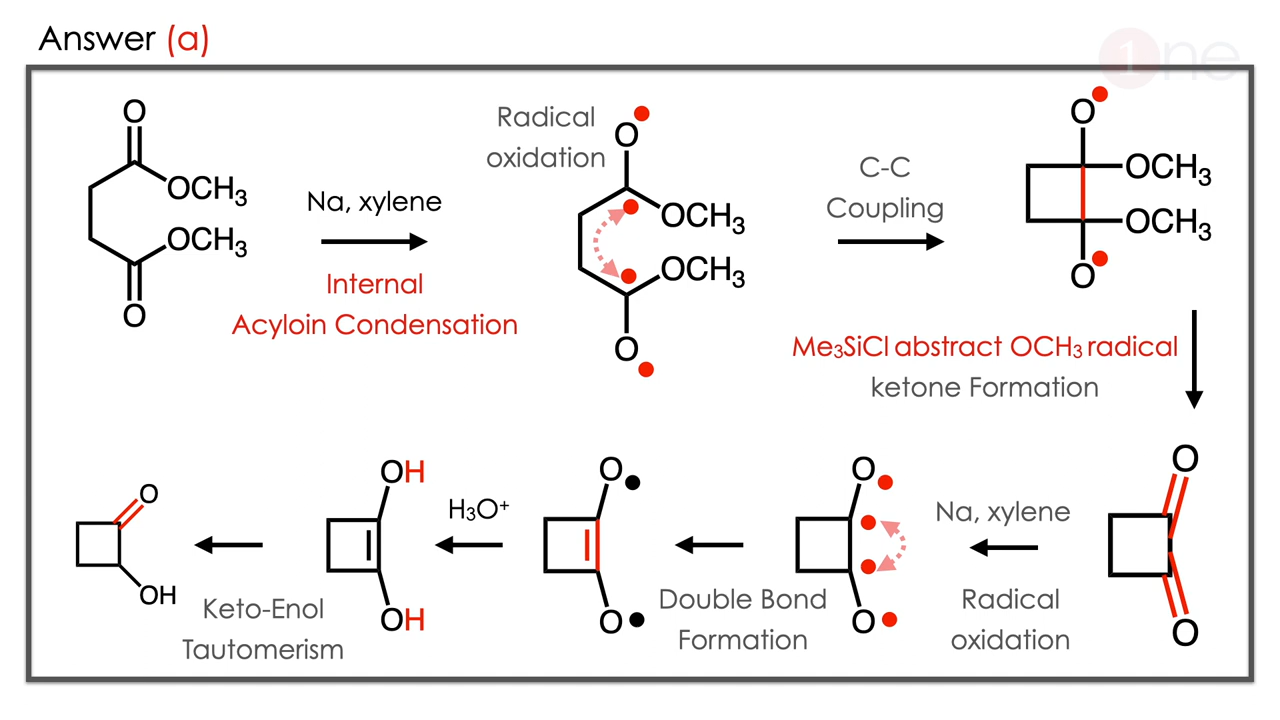 Answer (a)
1ne
O
OCH₃
OCH₃
O
Na, xylene
Internal
Acyloin Condensation
Radical
oxidation
O
OCH₃
OCH₃
O
C-C
Coupling
O
OCH₃
OCH₃
O
Me₃SiCl abstract OCH₃ radical
ketone Formation
O
O
Na, xylene
Radical
oxidation
O
O
Double Bond
Formation
O
O
H₃O⁺
OH
OH
Keto-Enol
Tautomerism
O
OH